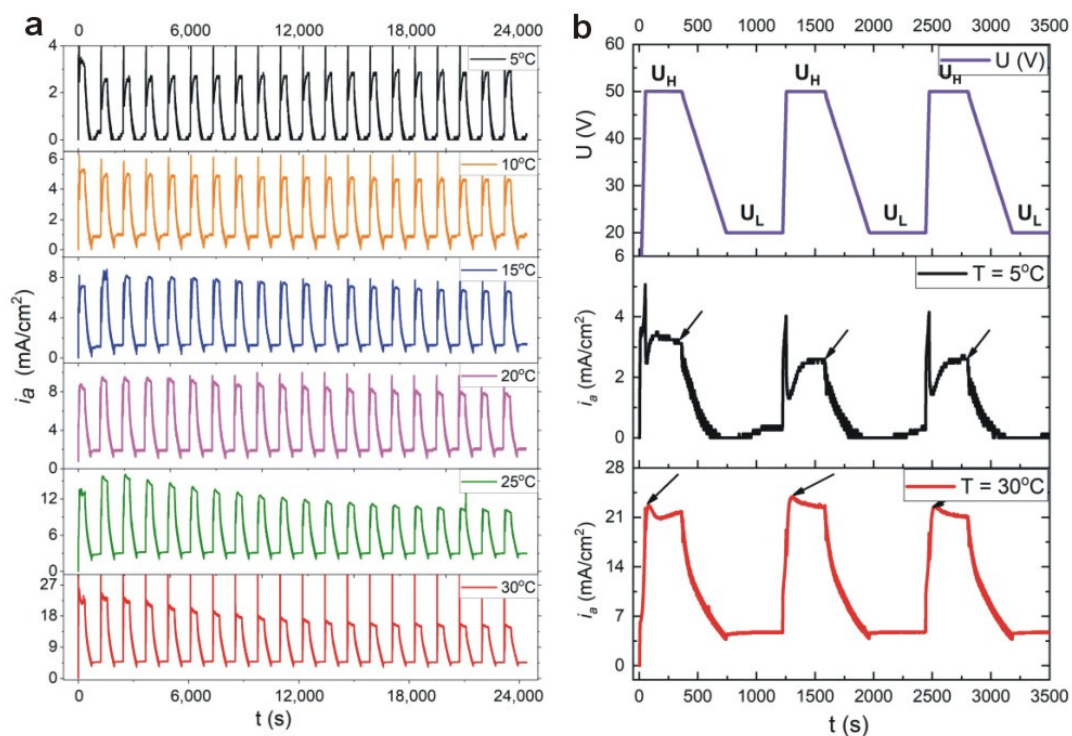 a
0 6,000 12,000 18,000 24,000
4
2
0
5°C
6
4
2
0
10°C
8
4
0
15°C
12
8
4
0
20°C
12
6
0
25°C
27
18
9
0
30°C
i_a (mA/cm²)
0 6,000 12,000 18,000 24,000
t (s)
b
0 500 1000 1500 2000 2500 3000 3500
60
50
40
30
20
6
U (V)
U (V)
U_H U_H U_H
U_L U_L U_L
4
2
0
i_a (mA/cm²)
T = 5°C
28
21
14
7
0
i_a (mA/cm²)
T = 30°C
0 500 1000 1500 2000 2500 3000 3500
t (s)